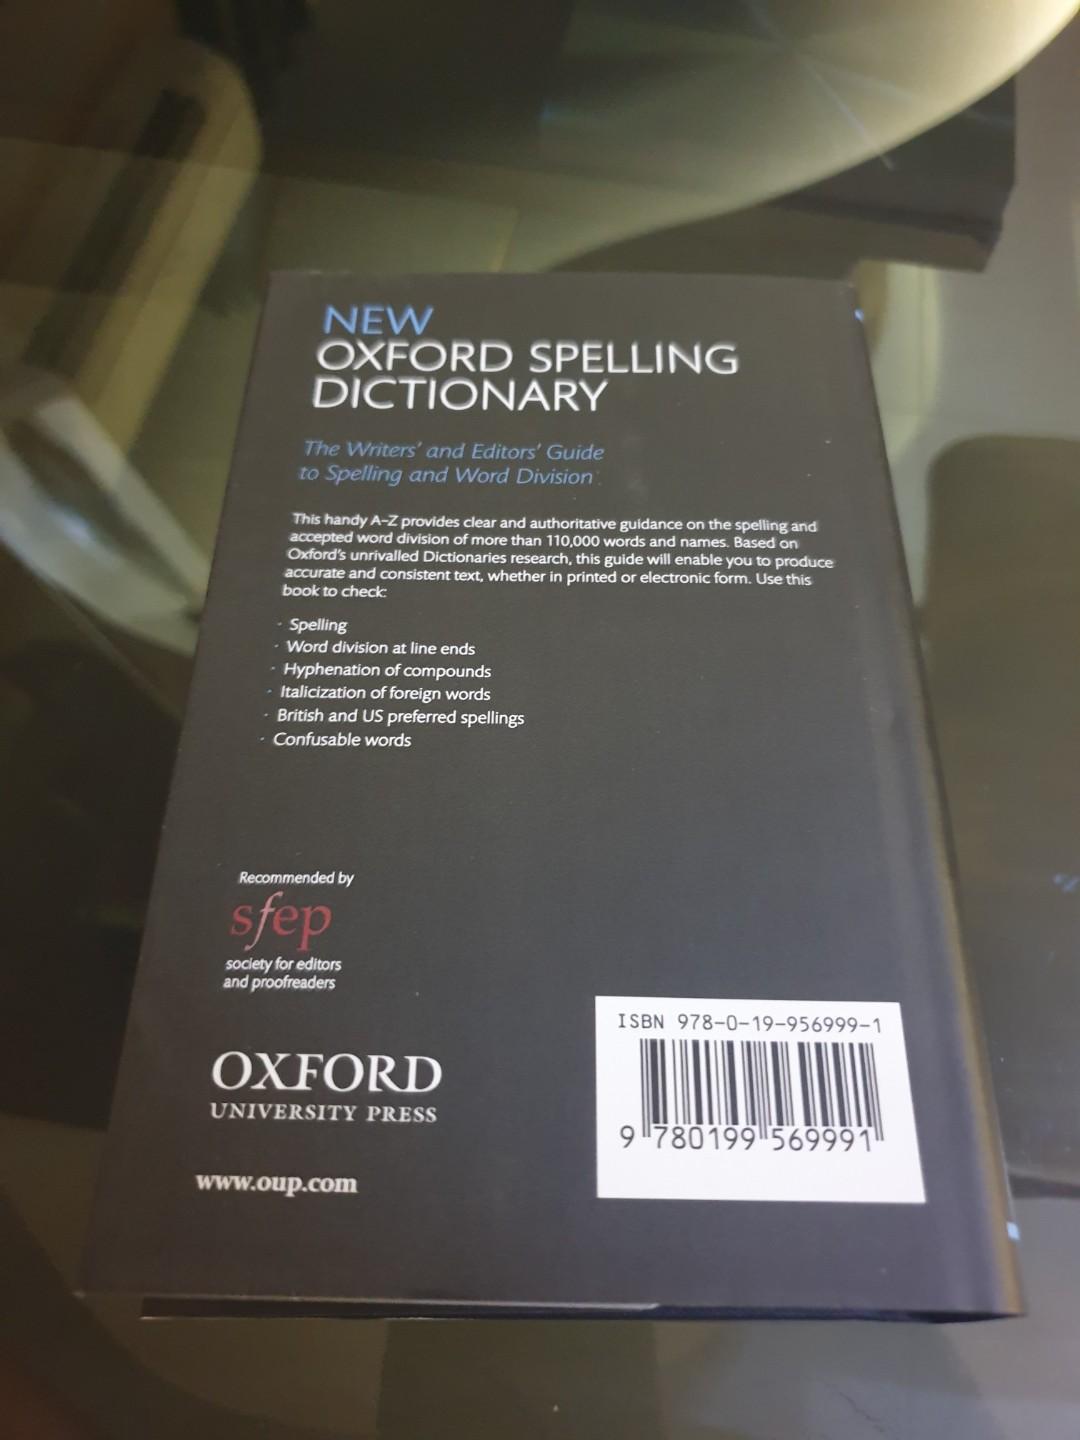 NEW
OXFORD SPELLING
DICTIONARY
The Writers' and Editors' Guide
to Spelling and Word Division
This handy A–Z provides clear and authoritative guidance on the spelling and
accepted word division of more than 110,000 words and names. Based on
Oxford's unrivalled Dictionaries research, this guide will enable you to produce
accurate and consistent text, whether in printed or electronic form. Use this
book to check:
· Spelling
· Word division at line ends
· Hyphenation of compounds
· Italicization of foreign words
· British and US preferred spellings
· Confusable words
Recommended by
sfep
society for editors
and proofreaders
OXFORD
UNIVERSITY PRESS
www.oup.com
ISBN 978-0-19-956999-1
9 780199 569991